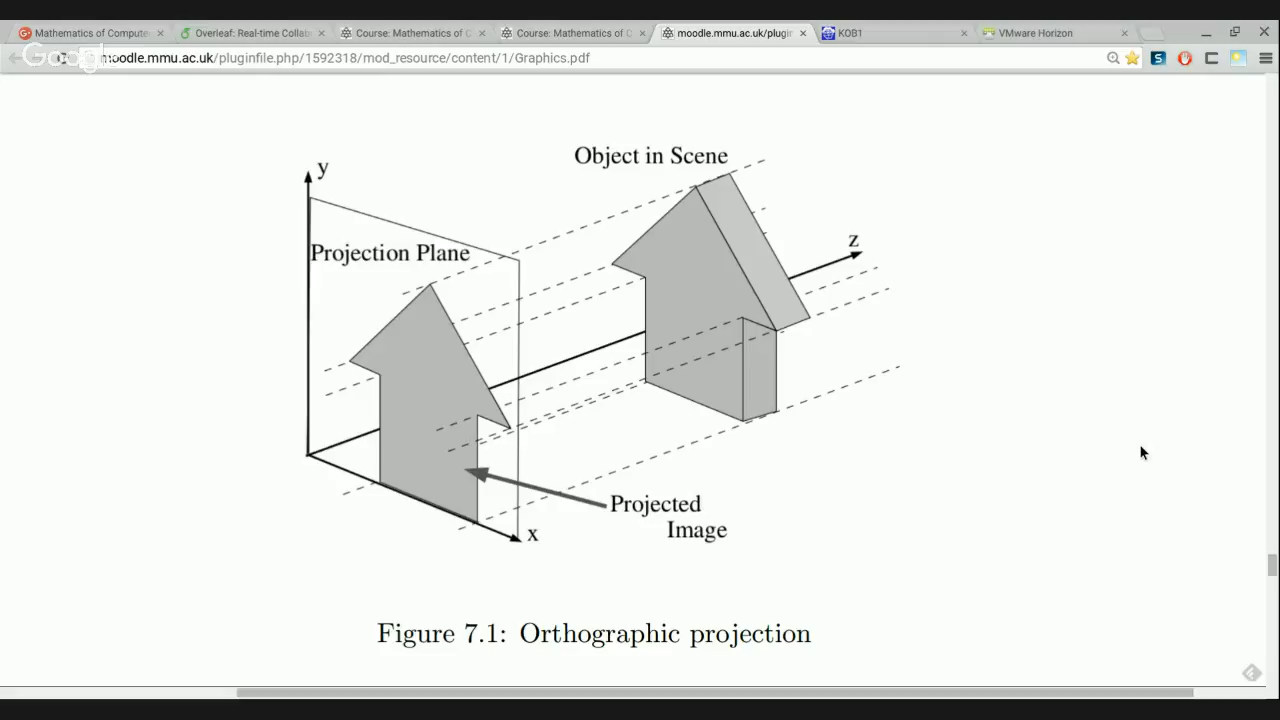 Mathematics of Compute
Overleaf: Real-time Collab
Course: Mathematics of C
Course: Mathematics of C
moodle.mmu.ac.uk/plugin
KOB1
VMware Horizon
Google
moodle.mmu.ac.uk/pluginfile.php/1592318/mod_resource/content/1/Graphics.pdf
Object in Scene
y
z
Projection Plane
Projected
Image
x
Figure 7.1: Orthographic projection